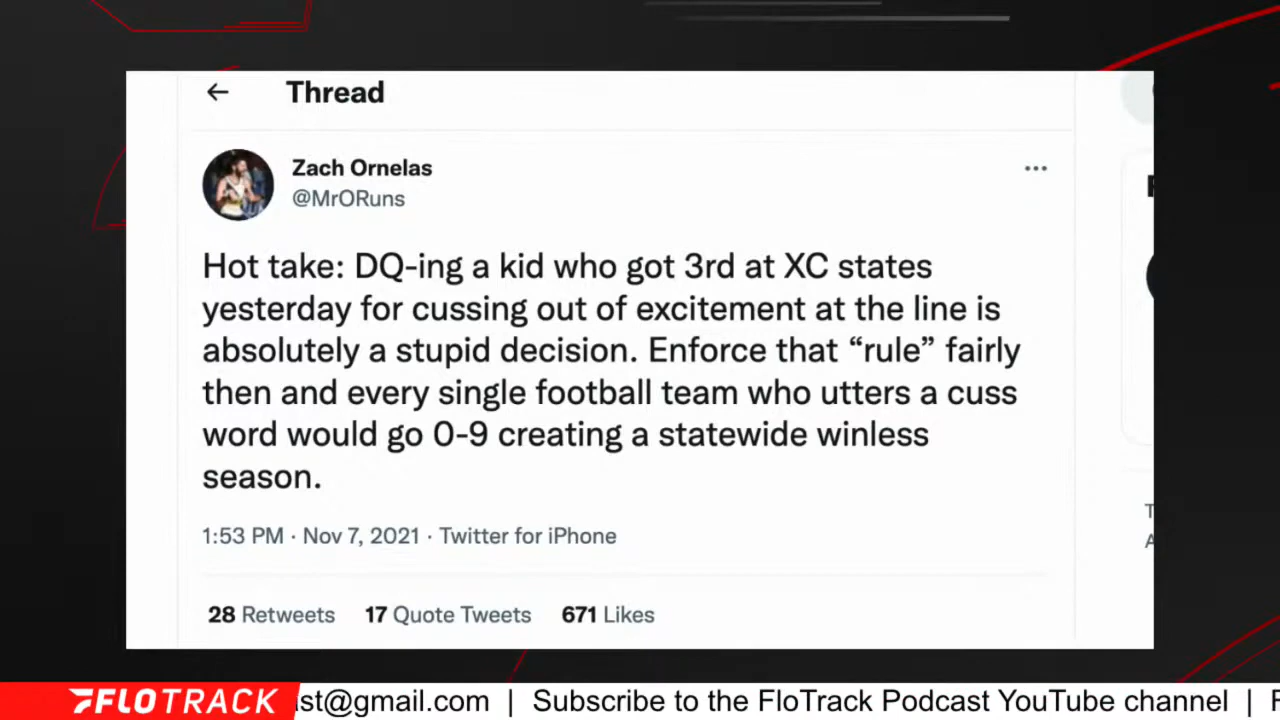 Thread
Zach Ornelas
@MrORuns
Hot take: DQ-ing a kid who got 3rd at XC states
yesterday for cussing out of excitement at the line is
absolutely a stupid decision. Enforce that “rule” fairly
then and every single football team who utters a cuss
word would go 0-9 creating a statewide winless
season.
1:53 PM · Nov 7, 2021 · Twitter for iPhone
28 Retweets 17 Quote Tweets 671 Likes
FLOTRACK st@gmail.com | Subscribe to the FloTrack Podcast YouTube channel |